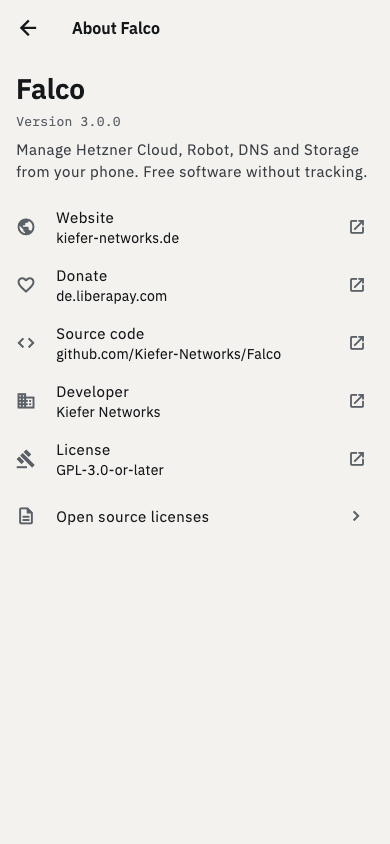 About Falco
Falco
Version 3.0.0
Manage Hetzner Cloud, Robot, DNS and Storage
from your phone. Free software without tracking.
Website
kiefer-networks.de
Donate
de.liberapay.com
Source code
github.com/Kiefer-Networks/Falco
Developer
Kiefer Networks
License
GPL-3.0-or-later
Open source licenses